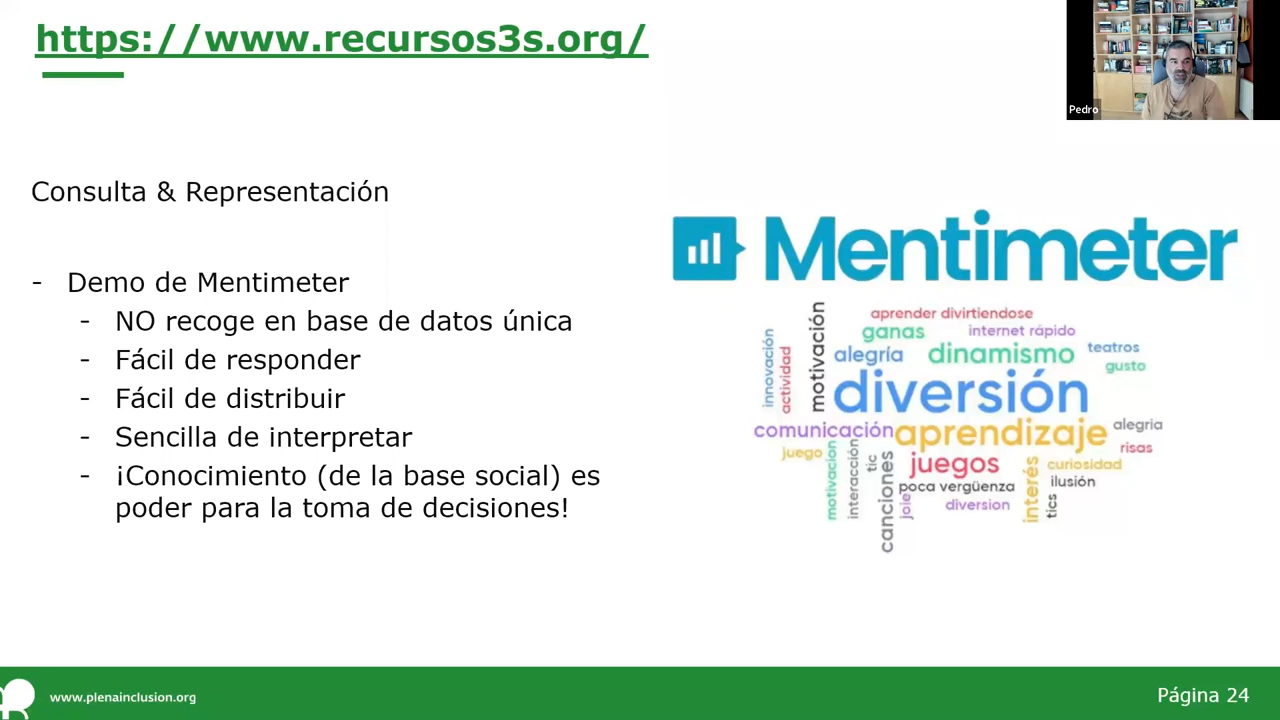 https://www.recursos3s.org/
Pedro
Consulta & Representación
- Demo de Mentimeter
- NO recoge en base de datos única
- Fácil de responder
- Fácil de distribuir
- Sencilla de interpretar
- ¡Conocimiento (de la base social) es
poder para la toma de decisiones!
Mentimeter
aprender divirtiendose
ganas
internet rápido
innovación
actividad
motivación
alegría
dinamismo
teatros
gusto
diversión
comunicación
aprendizaje
alegria
juego
motivacion
interacción
tic
canciones
juegos
interés
curiosidad
risas
poca vergüenza
ilusión
joie
diversion
tics
www.plenainclusion.org
Página 24